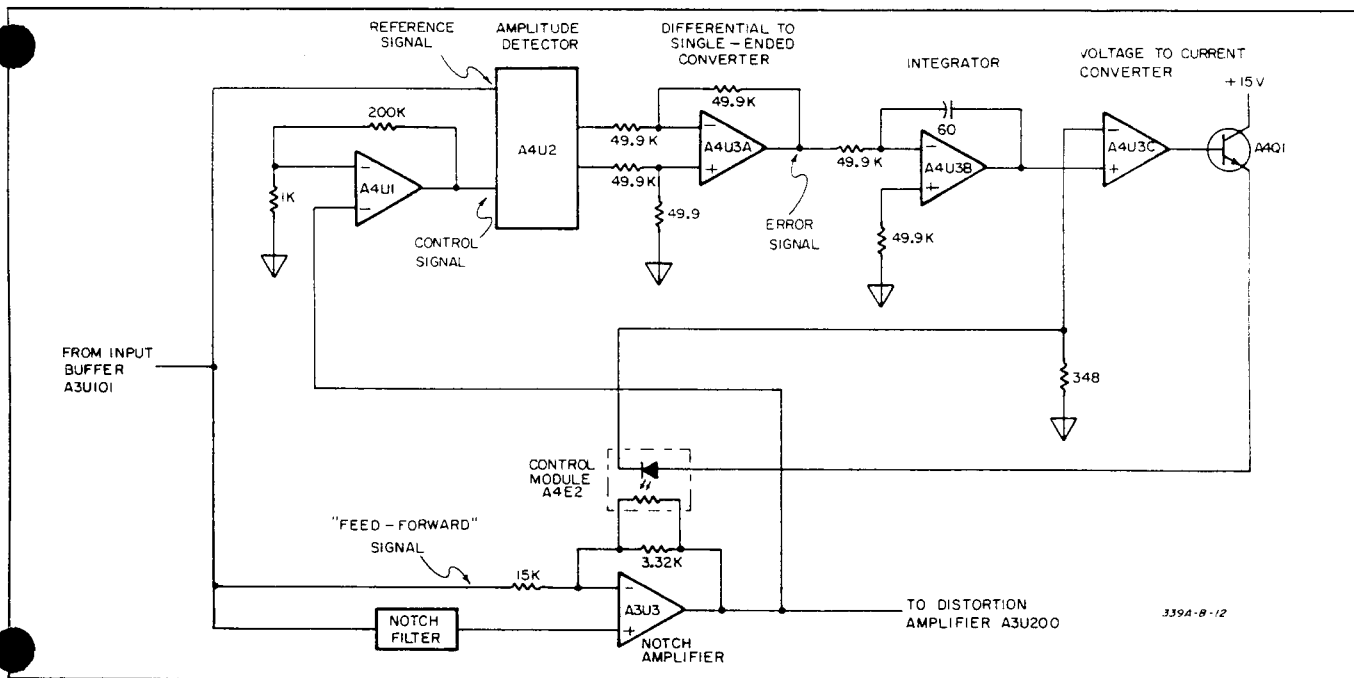 REFERENCE
SIGNAL
AMPLITUDE
DETECTOR
DIFFERENTIAL TO
SINGLE-ENDED
CONVERTER
INTEGRATOR
VOLTAGE TO CURRENT
CONVERTER
+15V
200K
49.9K
60
49.9K
A4U2
A4U3A
49.9K
A4U3B
A4U3C
A4Q1
A4U1
1K
49.9K
49.9
49.9K
CONTROL
SIGNAL
ERROR
SIGNAL
FROM INPUT
BUFFER
A3U101
348
CONTROL
MODULE
A4E2
"FEED-FORWARD"
SIGNAL
3.32K
15K
A3U3
NOTCH
FILTER
NOTCH
AMPLIFIER
TO DISTORTION
AMPLIFIER A3U200
339A-B-12
- + - - - + - + - + - +